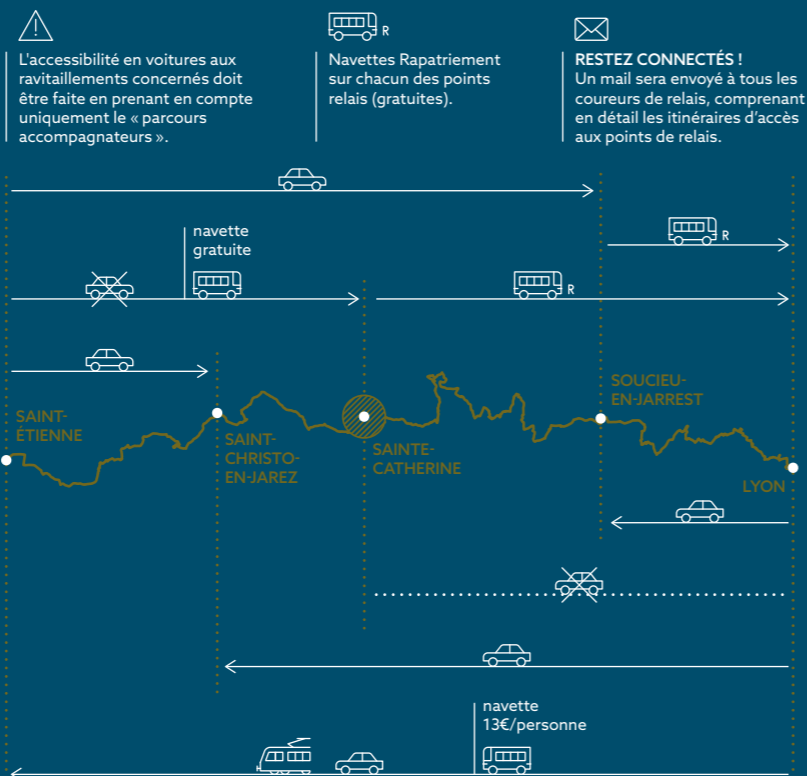 L'accessibilité en voitures aux
ravitaillements concernés doit
être faite en prenant en compte
uniquement le « parcours
accompagnateurs ».
R
Navettes Rapatriement
sur chacun des points
relais (gratuites).
RESTEZ CONNECTÉS !
Un mail sera envoyé à tous les
coureurs de relais, comprenant
en détail les itinéraires d'accès
aux points de relais.
R
navette
gratuite
R
SAINT-
ÉTIENNE
SAINT-
CHRISTO-
EN-JAREZ
SAINTE-
CATHERINE
SOUCIEU-
EN-JARREST
LYON
navette
13€/personne